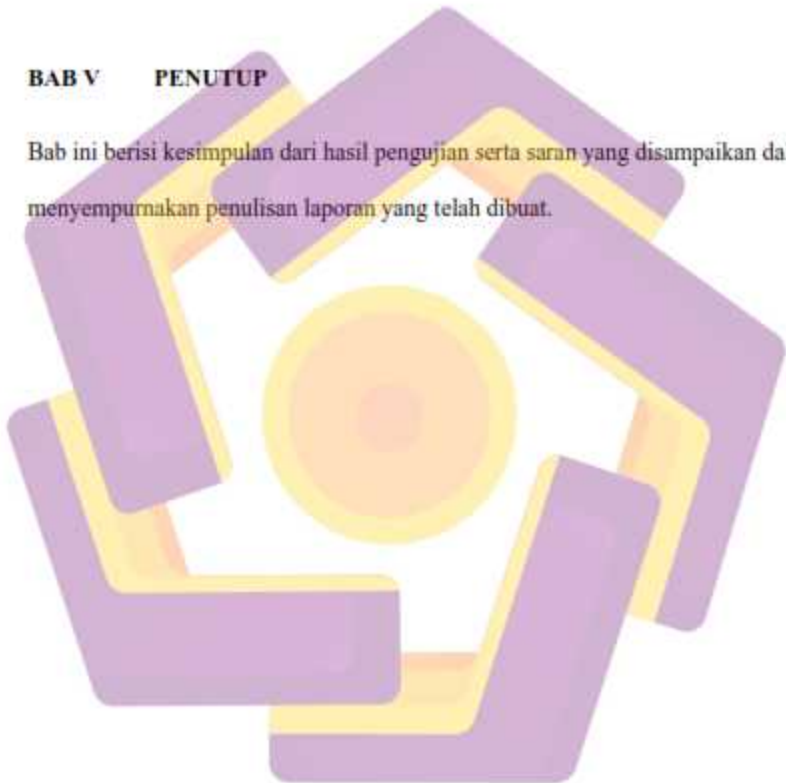 BAB V PENUTUP
Bab ini berisi kesimpulan dari hasil pengujian serta saran yang disampaikan da
menyempurnakan penulisan laporan yang telah dibuat.